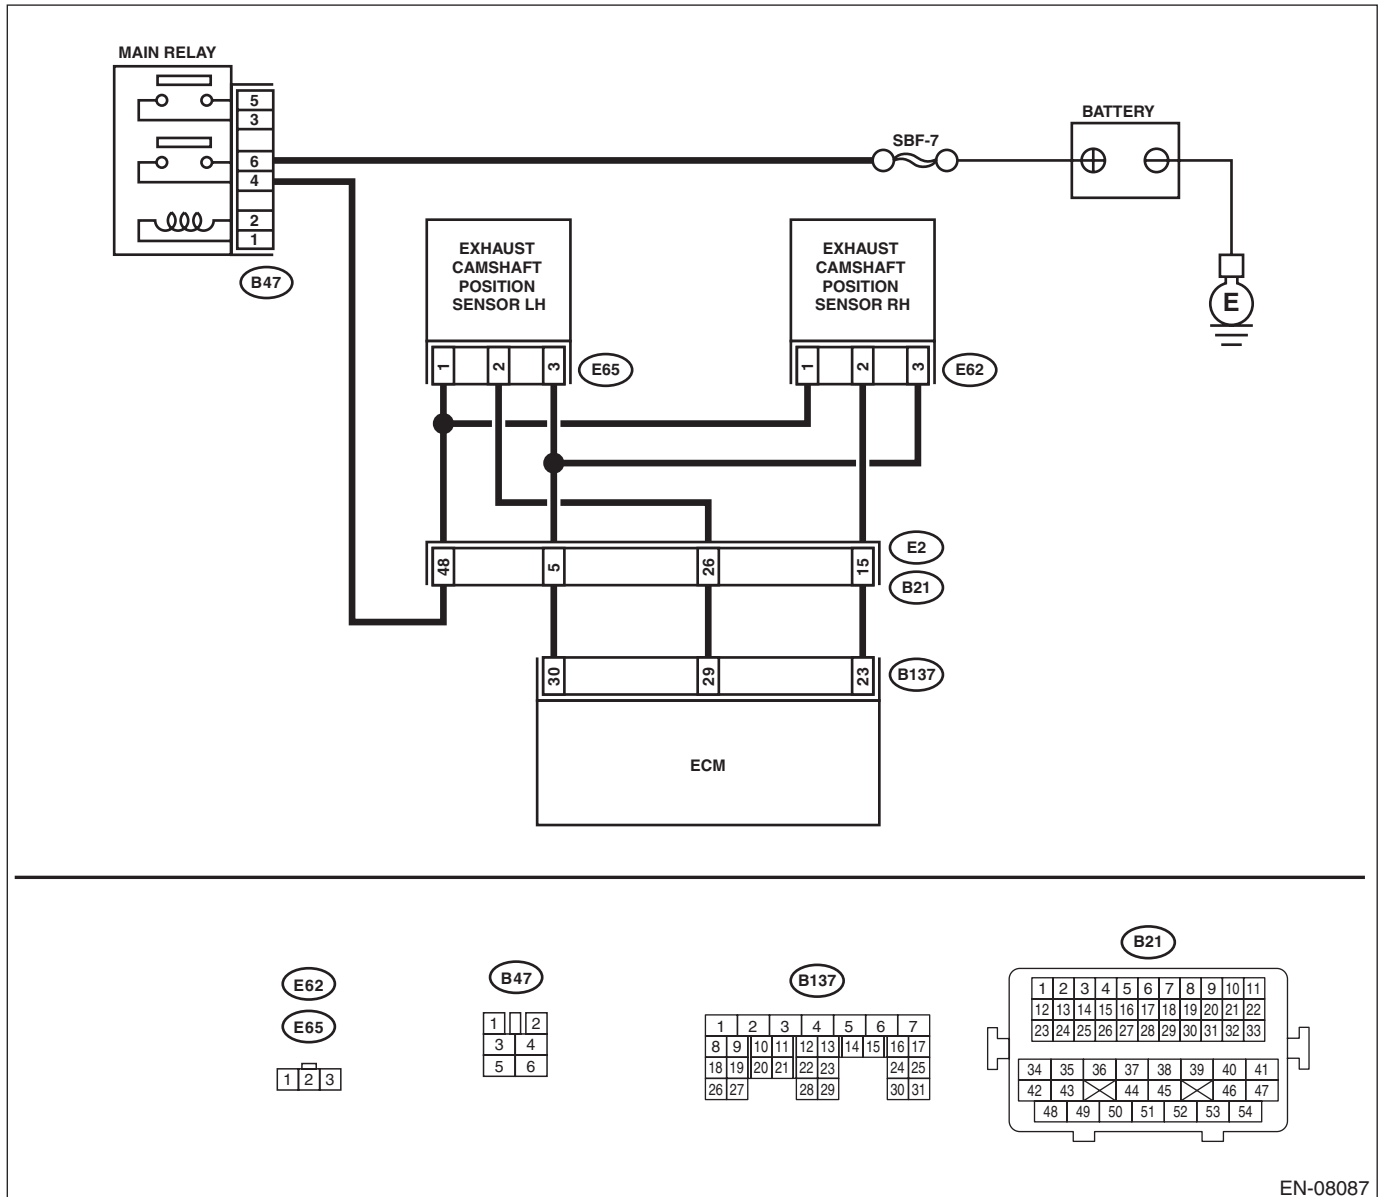 MAIN RELAY
5
3
6
4
2
1
B47
SBF-7
BATTERY
E
EXHAUST
CAMSHAFT
POSITION
SENSOR LH
1 2 3
E65
EXHAUST
CAMSHAFT
POSITION
SENSOR RH
1 2 3
E62
48 5 26 15
E2
B21
30 29 23
B137
ECM
E62
E65
1 2 3
B47
1 2
3 4
5 6
B137
1 2 3 4 5 6 7
8 9 10 11 12 13 14 15 16 17
18 19 20 21 22 23 24 25
26 27 28 29 30 31
B21
1 2 3 4 5 6 7 8 9 10 11
12 13 14 15 16 17 18 19 20 21 22
23 24 25 26 27 28 29 30 31 32 33
34 35 36 37 38 39 40 41
42 43 44 45 46 47
48 49 50 51 52 53 54
EN-08087